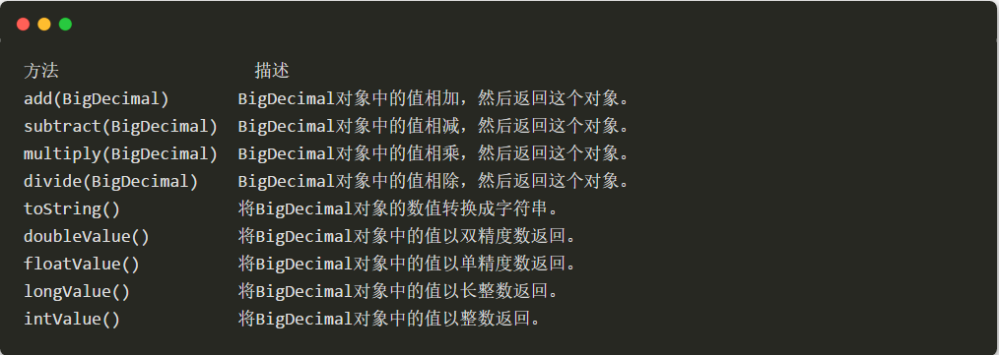 方法 描述
add(BigDecimal) BigDecimal对象中的值相加，然后返回这个对象。
subtract(BigDecimal) BigDecimal对象中的值相减，然后返回这个对象。
multiply(BigDecimal) BigDecimal对象中的值相乘，然后返回这个对象。
divide(BigDecimal) BigDecimal对象中的值相除，然后返回这个对象。
toString() 将BigDecimal对象的数值转换成字符串。
doubleValue() 将BigDecimal对象中的值以双精度数返回。
floatValue() 将BigDecimal对象中的值以单精度数返回。
longValue() 将BigDecimal对象中的值以长整数返回。
intValue() 将BigDecimal对象中的值以整数返回。